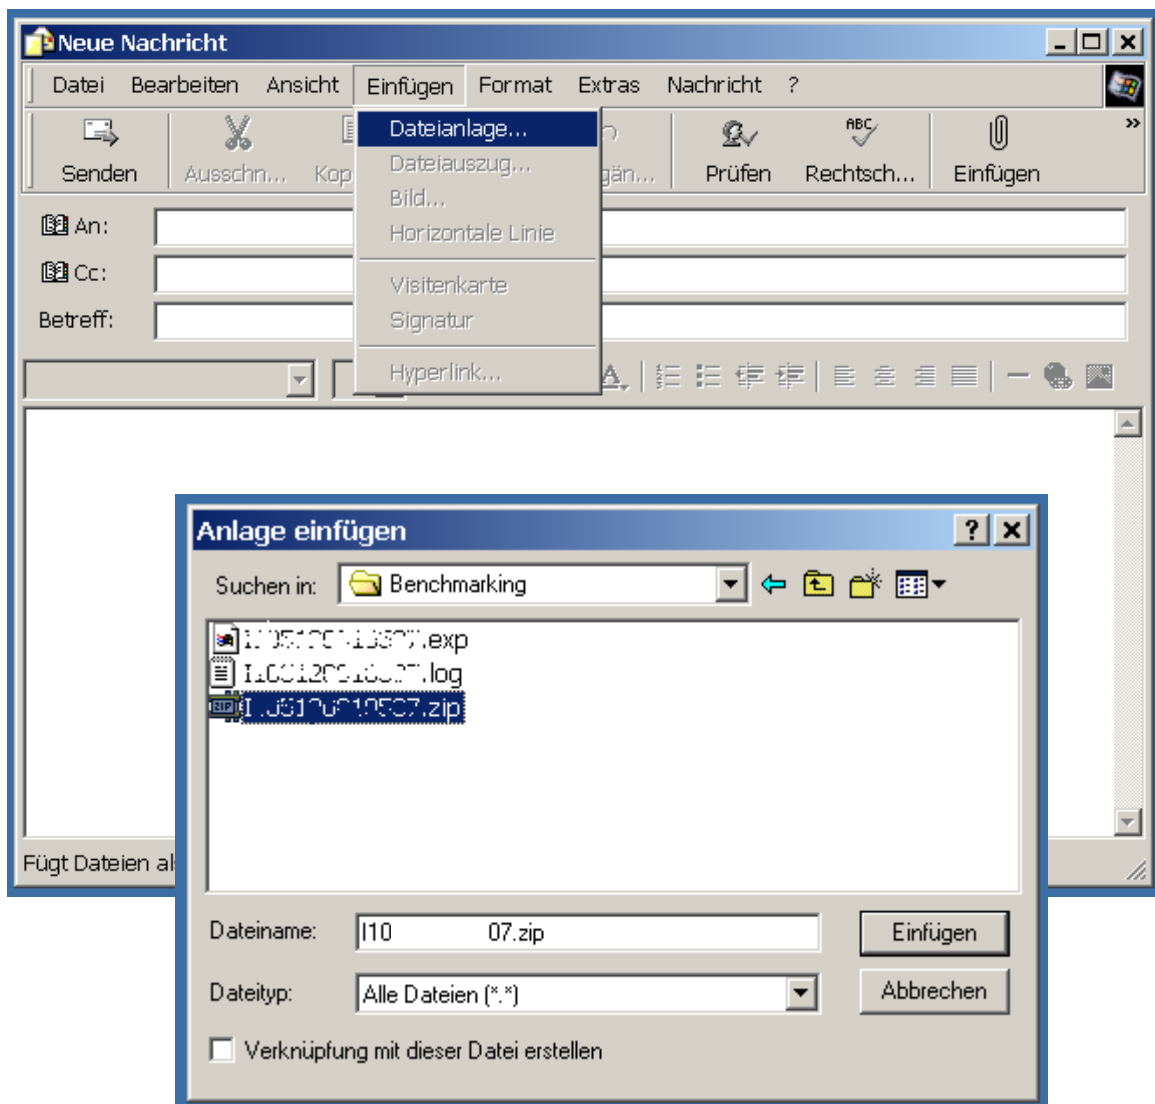 Neue Nachricht
Datei Bearbeiten Ansicht Einfügen Format Extras Nachricht ?
Senden Ausschn... Kop gän... Prüfen Rechtsch... Einfügen
Dateianlage...
Dateiauszug...
Bild...
Horizontale Linie
Visitenkarte
Signatur
Hyperlink...
An:
Cc:
Betreff:
Fügt Dateien al
Anlage einfügen
Suchen in: Benchmarking
.exp
.log
.zip
Dateiname: I10 07.zip Einfügen
Dateityp: Alle Dateien (*.*) Abbrechen
Verknüpfung mit dieser Datei erstellen